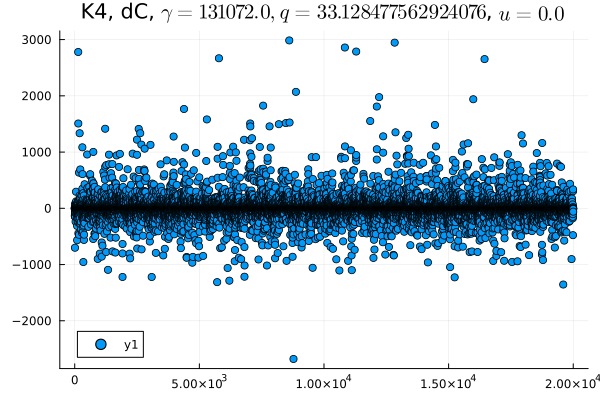 K4, dC, γ = 131072.0, q = 33.128477562924076, u = 0.0
3000
2000
1000
0
−1000
−2000
y1
0 5.00×10³ 1.00×10⁴ 1.50×10⁴ 2.00×10⁴